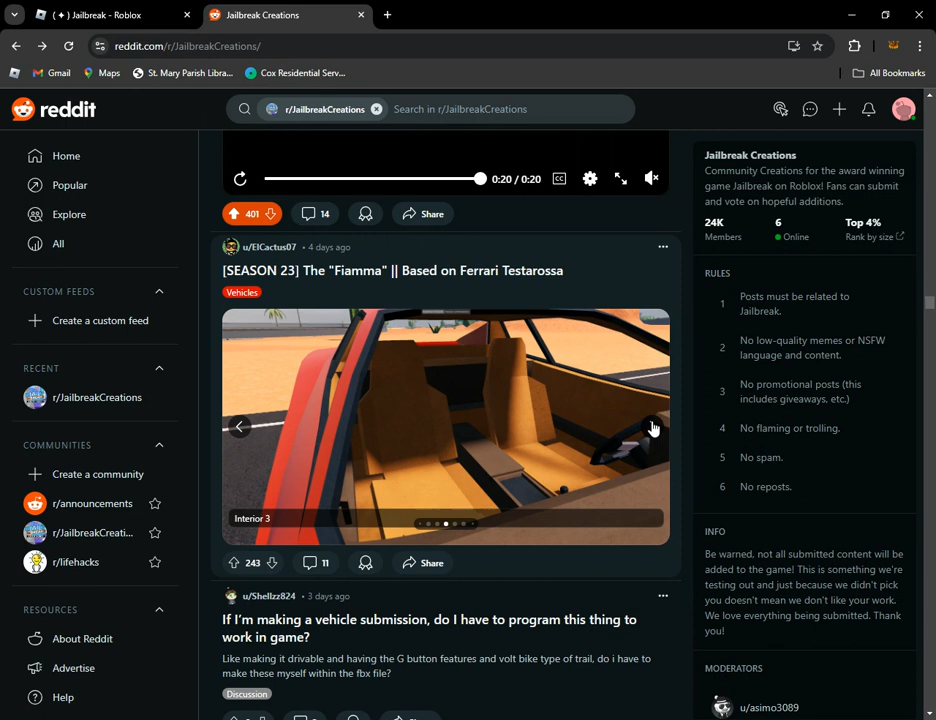 ( ✦ ) Jailbreak - Roblox
Jailbreak Creations
reddit.com/r/JailbreakCreations/
Gmail
Maps
St. Mary Parish Libra...
Cox Residential Serv...
All Bookmarks
reddit
r/JailbreakCreations
Search in r/JailbreakCreations
Home
Popular
Explore
All
CUSTOM FEEDS
Create a custom feed
RECENT
r/JailbreakCreations
COMMUNITIES
Create a community
r/announcements
r/JailbreakCreati...
r/lifehacks
RESOURCES
About Reddit
Advertise
Help
0:20 / 0:20
CC
401
14
Share
u/ElCactus07 • 4 days ago
[SEASON 23] The "Fiamma" || Based on Ferrari Testarossa
Vehicles
Interior 3
243
11
Share
u/Shellzz824 • 3 days ago
If I'm making a vehicle submission, do I have to program this thing to
work in game?
Like making it drivable and having the G button features and volt bike type of trail, do i have to
make these myself within the fbx file?
Discussion
Jailbreak Creations
Community Creations for the award winning
game Jailbreak on Roblox! Fans can submit
and vote on hopeful additions.
24K
Members
6
Online
Top 4%
Rank by size
RULES
1 Posts must be related to
Jailbreak.
2 No low-quality memes or NSFW
language and content.
3 No promotional posts (this
includes giveaways, etc.)
4 No flaming or trolling.
5 No spam.
6 No reposts.
INFO
Be warned, not all submitted content will be
added to the game! This is something we're
testing out and just because we didn't pick
you doesn't mean we don't like your work.
We love everything being submitted. Thank
you!
MODERATORS
u/asimo3089